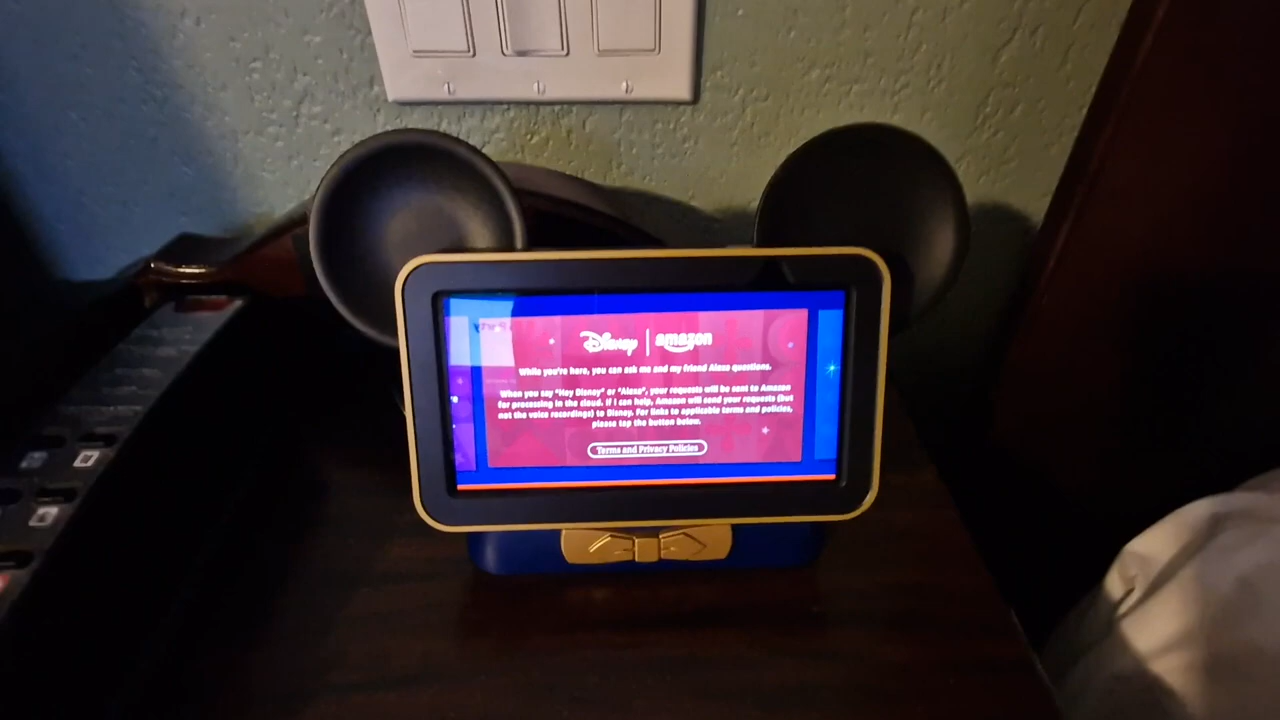 Disney | amazon
While you're here, you can ask me and my friend Alexa questions.
When you say "Hey Disney" or "Alexa", your requests will be sent to Amazon
for processing in the cloud. If I can help, Amazon will send your requests (but
not the voice recordings) to Disney. For links to applicable terms and policies,
please tap the button below.
Terms and Privacy Policies